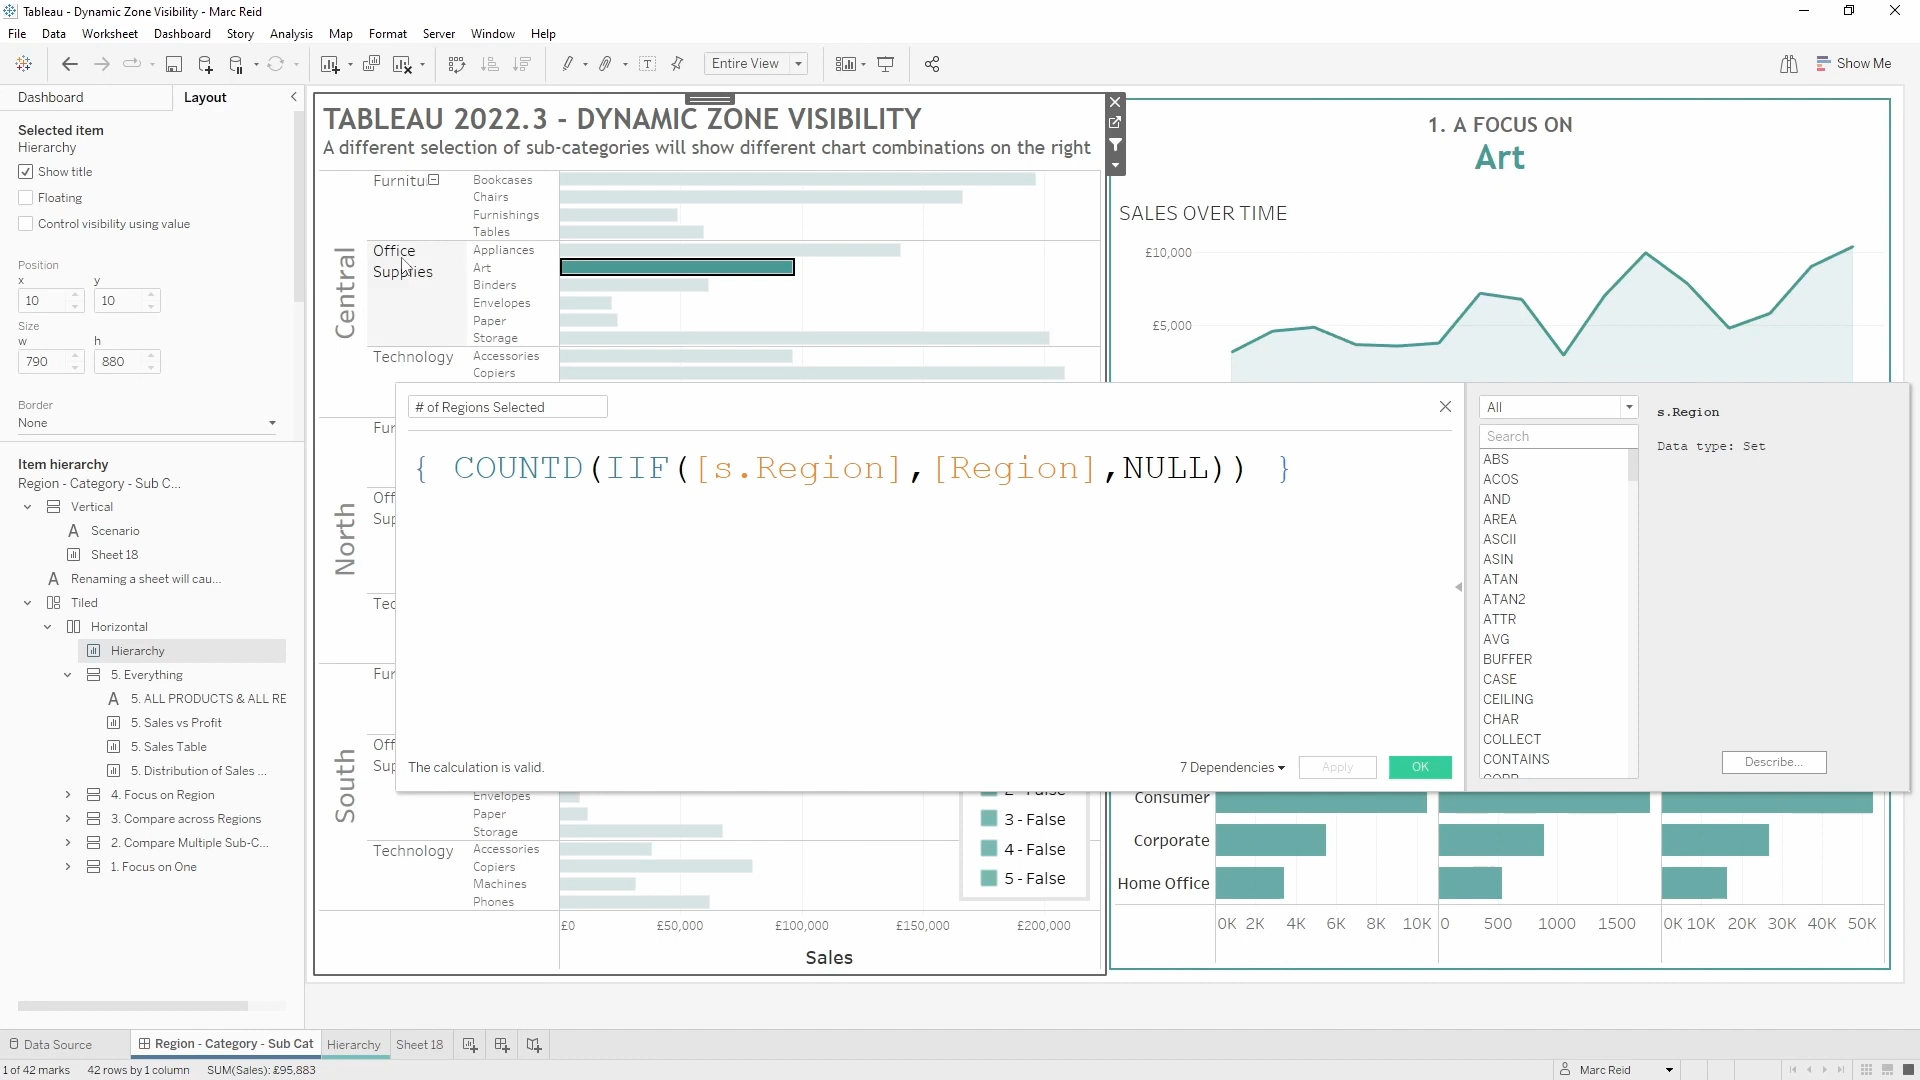 Tableau - Dynamic Zone Visibility - Marc Reid
File Data Worksheet Dashboard Story Analysis Map Format Server Window Help
Entire View
Show Me
Dashboard Layout
Selected item
Hierarchy
Show title
Floating
Control visibility using value
Position
x y
10 10
Size
w h
790 880
Border
None
Item hierarchy
Region - Category - Sub C...
Vertical
Scenario
Sheet 18
Renaming a sheet will cau...
Tiled
Horizontal
Hierarchy
5. Everything
5. ALL PRODUCTS & ALL RE
5. Sales vs Profit
5. Sales Table
5. Distribution of Sales ...
4. Focus on Region
3. Compare across Regions
2. Compare Multiple Sub-C...
1. Focus on One
TABLEAU 2022.3 - DYNAMIC ZONE VISIBILITY
A different selection of sub-categories will show different chart combinations on the right
Central
Furnitu
Bookcases
Chairs
Furnishings
Tables
Office
Supplies
Appliances
Art
Binders
Envelopes
Paper
Storage
Technology
Accessories
Copiers
North
Fur
Off
Sup
Tec
South
Fur
Off
Sup
Envelopes
Paper
Storage
Technology
Accessories
Copiers
Machines
Phones
£0 £50,000 £100,000 £150,000 £200,000
Sales
2 - False
3 - False
4 - False
5 - False
1. A FOCUS ON
Art
SALES OVER TIME
£10,000
£5,000
# of Regions Selected
{ COUNTD(IIF([s.Region],[Region],NULL)) }
The calculation is valid.
7 Dependencies
Apply
OK
All
Search
ABS
ACOS
AND
AREA
ASCII
ASIN
ATAN
ATAN2
ATTR
AVG
BUFFER
CASE
CEILING
CHAR
COLLECT
CONTAINS
CORR
s.Region
Data type: Set
Describe...
Consumer
Corporate
Home Office
0K 2K 4K 6K 8K 10K 0 500 1000 1500 0K 10K 20K 30K 40K 50K
Data Source
Region - Category - Sub Cat
Hierarchy
Sheet 18
1 of 42 marks 42 rows by 1 column SUM(Sales): £95,883
Marc Reid